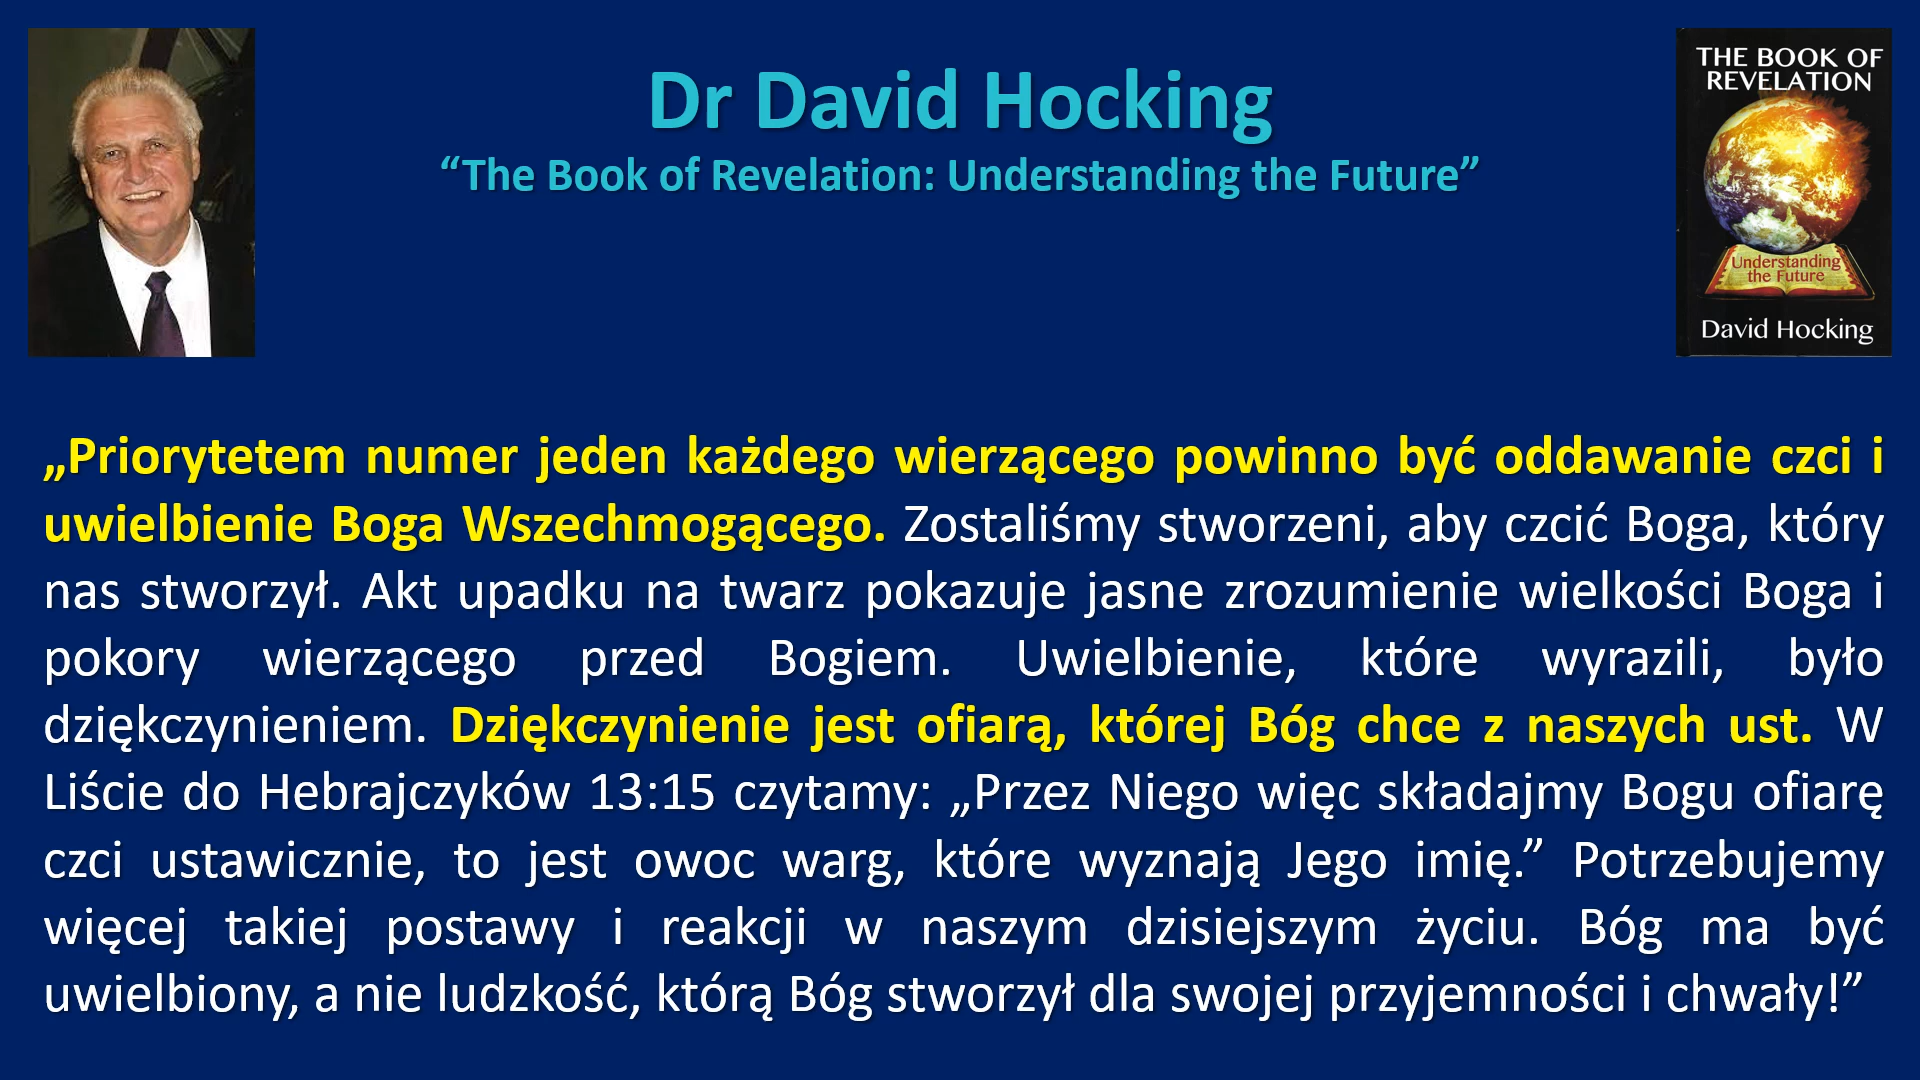 Dr David Hocking
“The Book of Revelation: Understanding the Future”
THE BOOK OF
REVELATION
Understanding
the Future
David Hocking
„Priorytetem numer jeden każdego wierzącego powinno być oddawanie czci i
uwielbienie Boga Wszechmogącego. Zostaliśmy stworzeni, aby czcić Boga, który
nas stworzył. Akt upadku na twarz pokazuje jasne zrozumienie wielkości Boga i
pokory wierzącego przed Bogiem. Uwielbienie, które wyrazili, było
dziękczynieniem. Dziękczynienie jest ofiarą, której Bóg chce z naszych ust. W
Liście do Hebrajczyków 13:15 czytamy: „Przez Niego więc składajmy Bogu ofiarę
czci ustawicznie, to jest owoc warg, które wyznają Jego imię.” Potrzebujemy
więcej takiej postawy i reakcji w naszym dzisiejszym życiu. Bóg ma być
uwielbiony, a nie ludzkość, którą Bóg stworzył dla swojej przyjemności i chwały!”